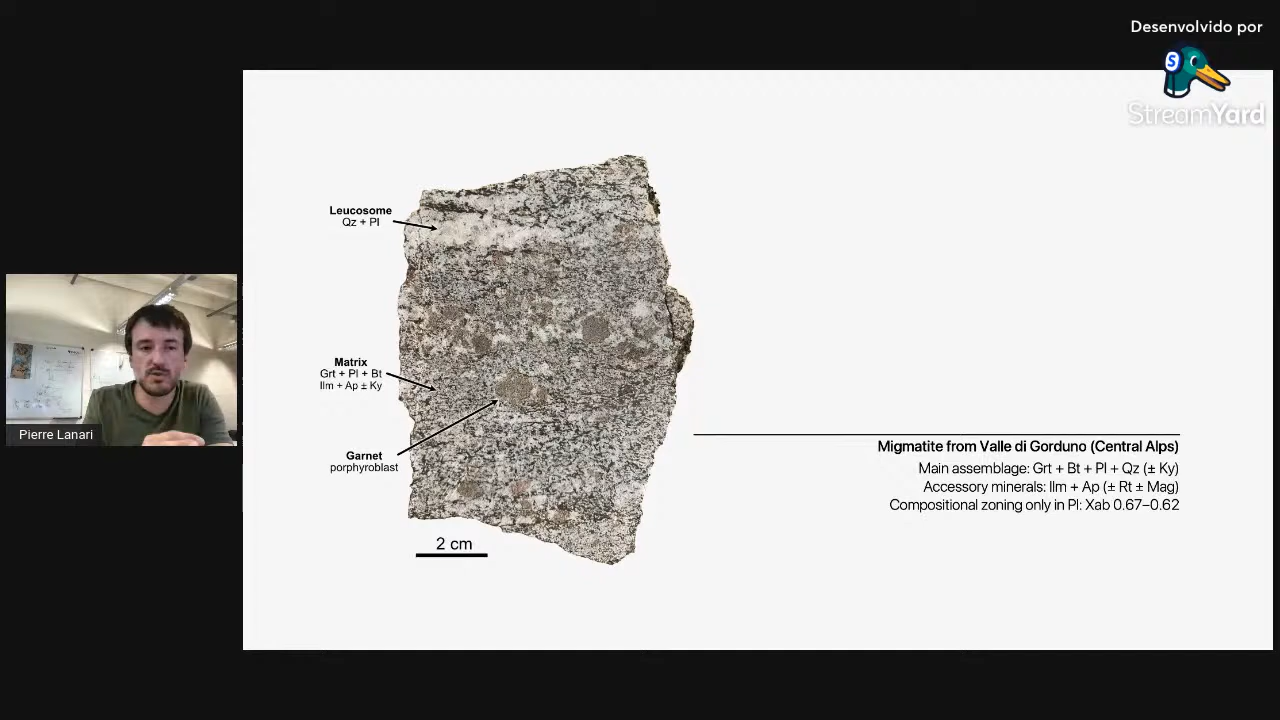 Desenvolvido por
StreamYard
Leucosome
Qz + Pl
Matrix
Grt + Pl + Bt
Ilm + Ap ± Ky
Garnet
porphyroblast
2 cm
Migmatite from Valle di Gorduno (Central Alps)
Main assemblage: Grt + Bt + Pl + Qz (± Ky)
Accessory minerals: Ilm + Ap (± Rt ± Mag)
Compositional zoning only in Pl: Xab 0.67–0.62
Pierre Lanari